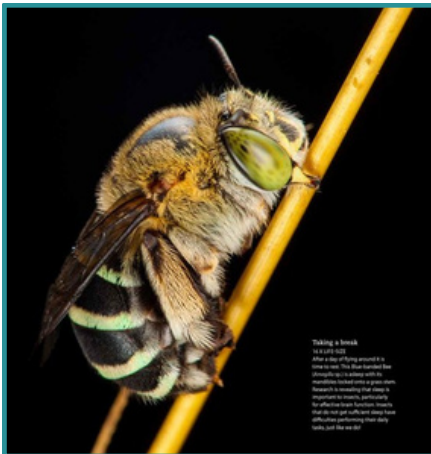 Taking a break
14 X LIFE-SIZE
After a day of flying around it is
time to rest. This Blue-banded Bee
(Amegilla sp.) is asleep with its
mandibles locked onto a grass stem.
Research is revealing that sleep is
important to insects, particularly
for effective brain function. Insects
that do not get sufficient sleep have
difficulties performing their daily
tasks, just like we do!